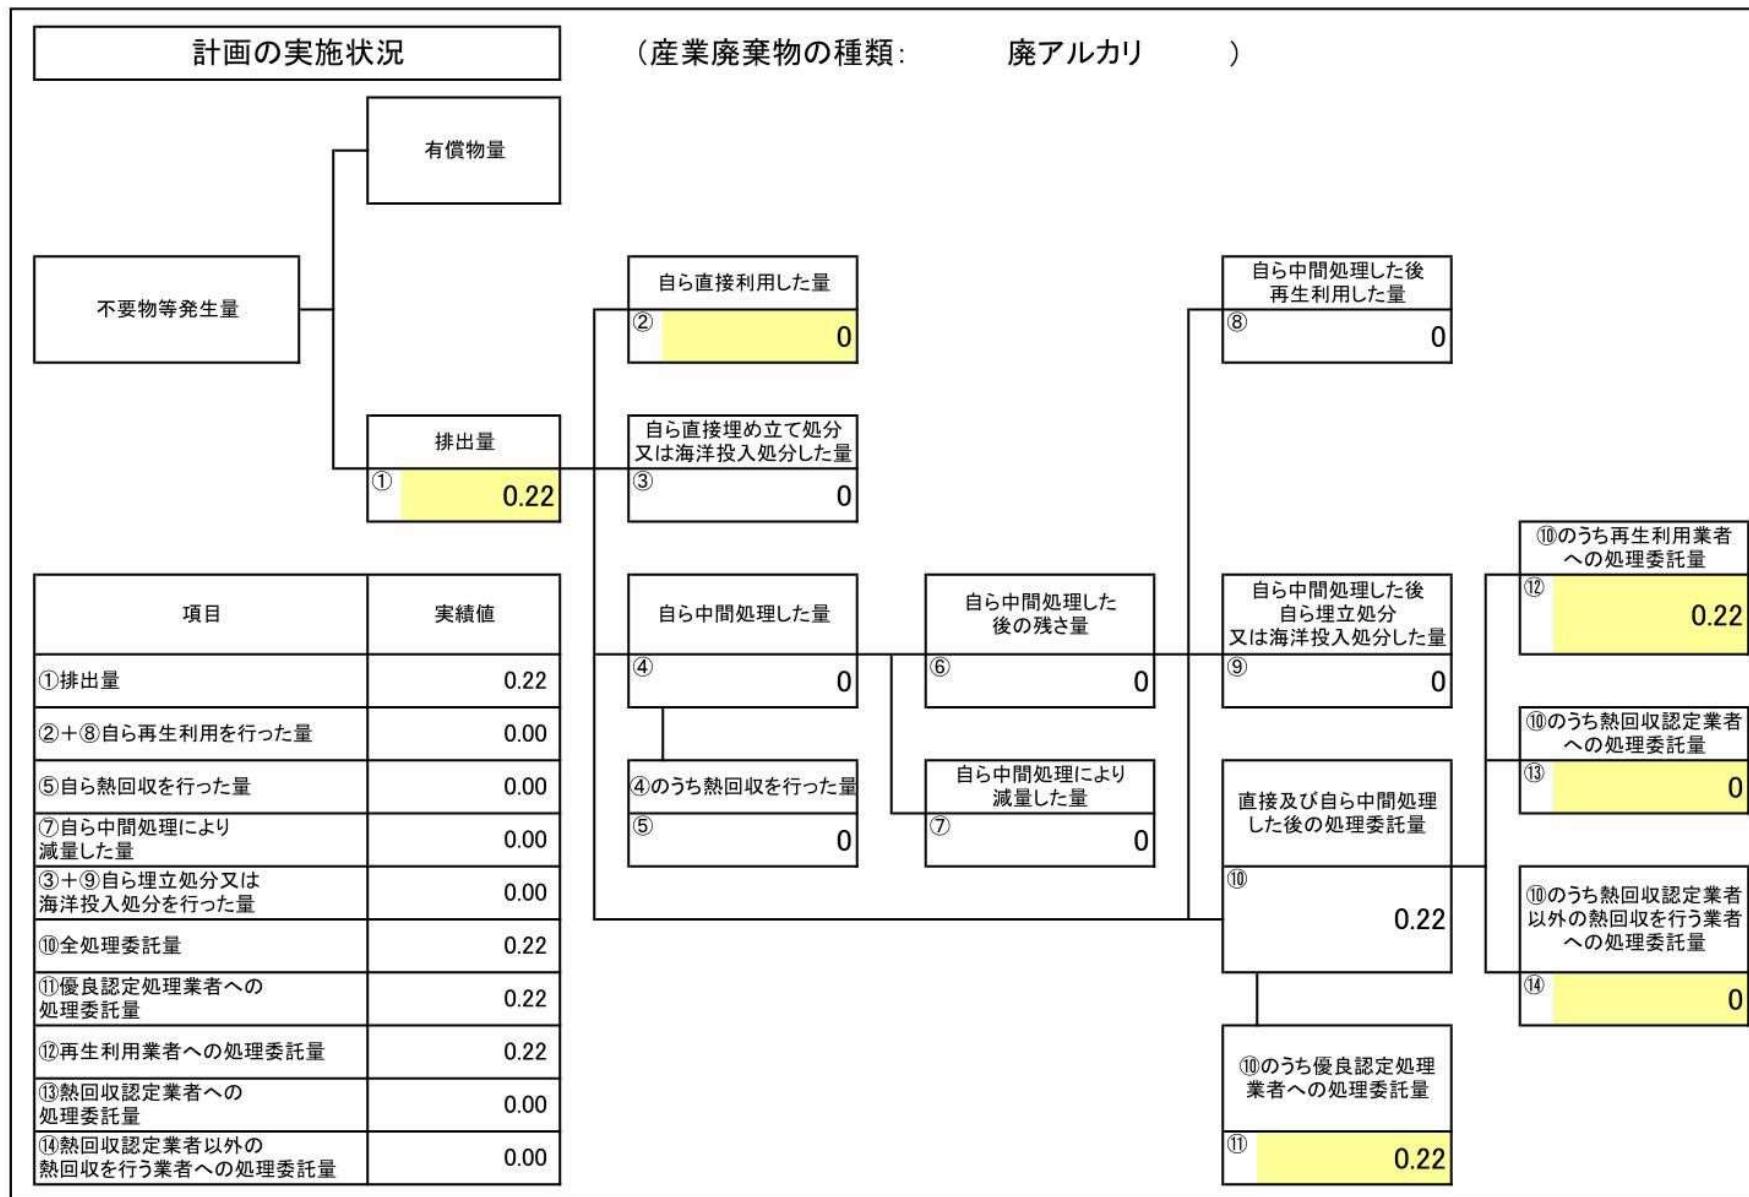 計画の実施状況
（産業廃棄物の種類： 廃アルカリ ）
有償物量
不要物等発生量
排出量
①
0.22
自ら直接利用した量
②
0
自ら直接埋め立て処分
又は海洋投入処分した量
③
0
自ら中間処理した量
④
0
④のうち熱回収を行った量
⑤
0
自ら中間処理した
後の残さ量
⑥
0
自ら中間処理により
減量した量
⑦
0
自ら中間処理した後
再生利用した量
⑧
0
自ら中間処理した後
自ら埋立処分
又は海洋投入処分した量
⑨
0
直接及び自ら中間処理
した後の処理委託量
⑩
0.22
⑩のうち優良認定処理
業者への処理委託量
⑪
0.22
⑩のうち再生利用業者
への処理委託量
⑫
0.22
⑩のうち熱回収認定業者
への処理委託量
⑬
0
⑩のうち熱回収認定業者
以外の熱回収を行う業者
への処理委託量
⑭
0
項目 実績値
①排出量 0.22
②＋⑧自ら再生利用を行った量 0.00
⑤自ら熱回収を行った量 0.00
⑦自ら中間処理により
減量した量 0.00
③＋⑨自ら埋立処分又は
海洋投入処分を行った量 0.00
⑩全処理委託量 0.22
⑪優良認定処理業者への
処理委託量 0.22
⑫再生利用業者への処理委託量 0.22
⑬熱回収認定業者への
処理委託量 0.00
⑭熱回収認定業者以外の
熱回収を行う業者への処理委託量 0.00